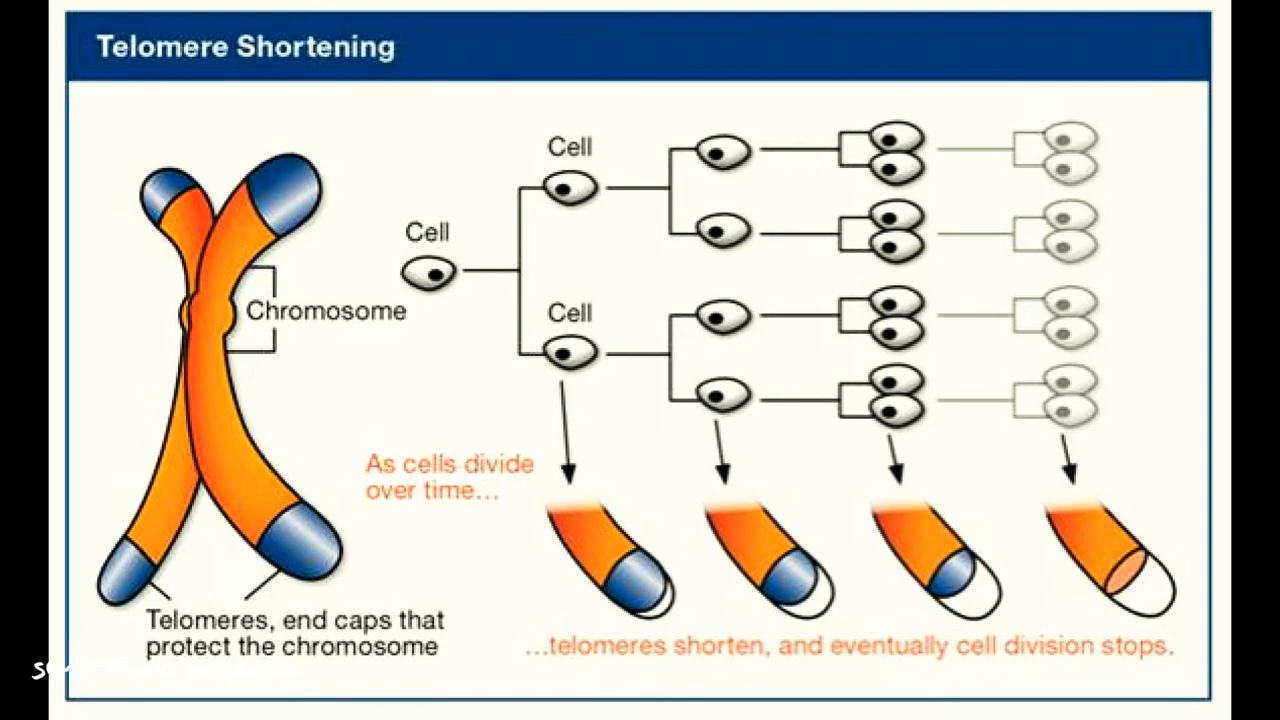 Telomere Shortening
Cell
Cell
Chromosome
Cell
As cells divide
over time...
Telomeres, end caps that
protect the chromosome
...telomeres shorten, and eventually cell division stops.